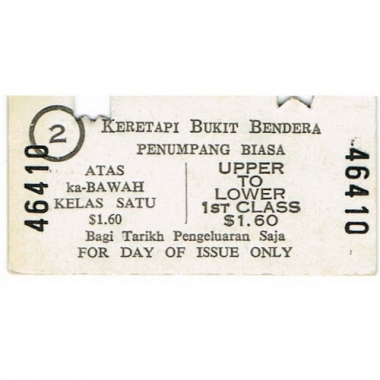 2
KERETAPI BUKIT BENDERA
PENUMPANG BIASA
46410
ATAS
ka-BAWAH
KELAS SATU
$1.60
UPPER
TO
LOWER
1ST CLASS
$1.60
46410
Bagi Tarikh Pengeluaran Saja
FOR DAY OF ISSUE ONLY